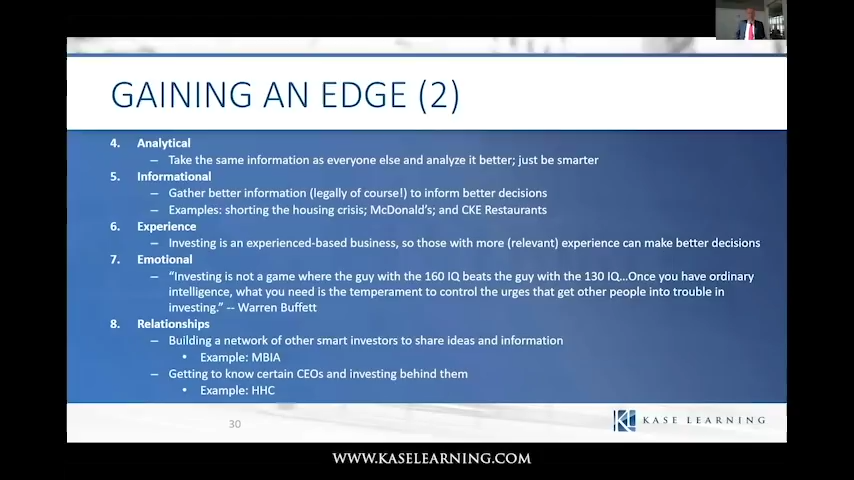 GAINING AN EDGE (2)
4. Analytical
– Take the same information as everyone else and analyze it better; just be smarter
5. Informational
– Gather better information (legally of course!) to inform better decisions
– Examples: shorting the housing crisis; McDonald's; and CKE Restaurants
6. Experience
– Investing is an experienced-based business, so those with more (relevant) experience can make better decisions
7. Emotional
– "Investing is not a game where the guy with the 160 IQ beats the guy with the 130 IQ...Once you have ordinary
intelligence, what you need is the temperament to control the urges that get other people into trouble in
investing." -- Warren Buffett
8. Relationships
– Building a network of other smart investors to share ideas and information
• Example: MBIA
– Getting to know certain CEOs and investing behind them
• Example: HHC
30
KL KASE LEARNING
WWW.KASELEARNING.COM